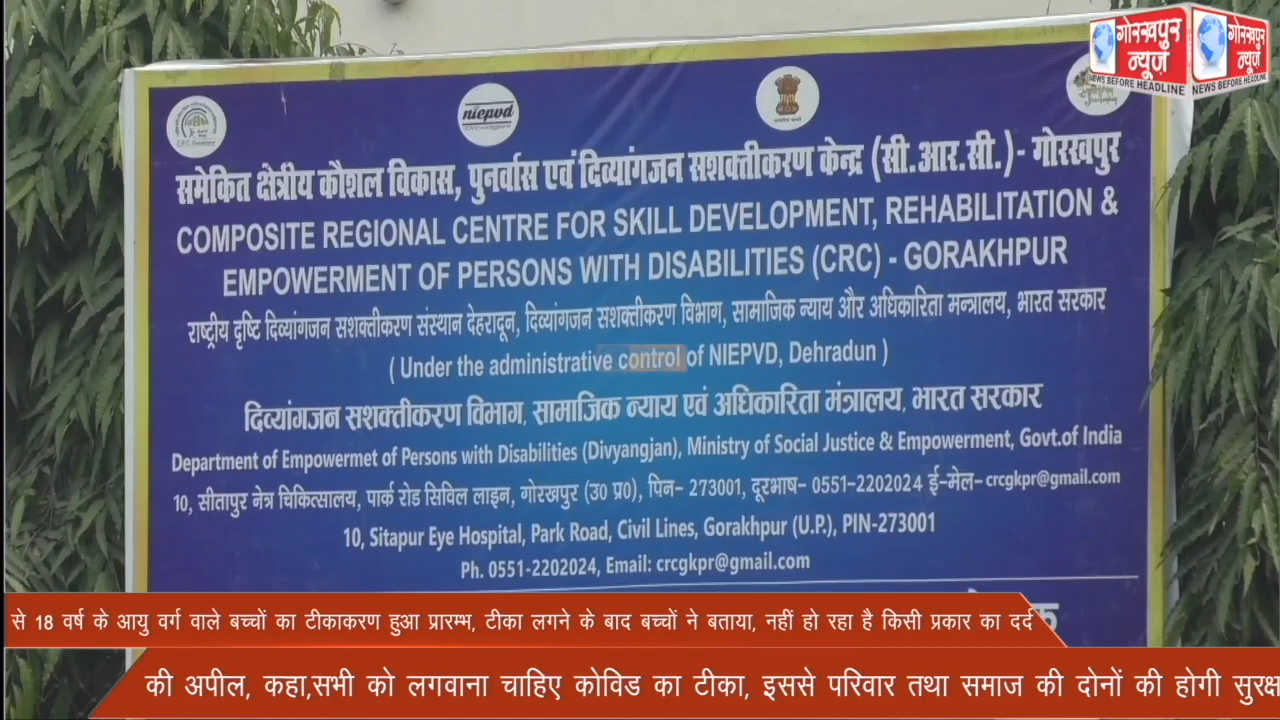 गोरखपुर न्यूज़
NEWS BEFORE HEADLINE
गोरखपुर न्यूज़
NEWS BEFORE HEADLINE
niepvd
समेकित क्षेत्रीय कौशल विकास, पुनर्वास एवं दिव्यांगजन सशक्तीकरण केन्द्र (सी.आर.सी.)- गोरखपुर
COMPOSITE REGIONAL CENTRE FOR SKILL DEVELOPMENT, REHABILITATION &
EMPOWERMENT OF PERSONS WITH DISABILITIES (CRC) - GORAKHPUR
राष्ट्रीय दृष्टि दिव्यांगजन सशक्तीकरण संस्थान देहरादून, दिव्यांगजन सशक्तीकरण विभाग, सामाजिक न्याय और अधिकारिता मन्त्रालय, भारत सरकार
( Under the administrative control of NIEPVD, Dehradun )
दिव्यांगजन सशक्तीकरण विभाग, सामाजिक न्याय एवं अधिकारिता मंत्रालय, भारत सरकार
Department of Empowermet of Persons with Disabilities (Divyangjan), Ministry of Social Justice & Empowerment, Govt.of India
10, सीतापुर नेत्र चिकित्सालय, पार्क रोड सिविल लाइन, गोरखपुर (उ0 प्र0), पिन- 273001, दूरभाष- 0551-2202024 ई-मेल- crcgkpr@gmail.com
10, Sitapur Eye Hospital, Park Road, Civil Lines, Gorakhpur (U.P.), PIN-273001
Ph. 0551-2202024, Email: crcgkpr@gmail.com
से 18 वर्ष के आयु वर्ग वाले बच्चों का टीकाकरण हुआ प्रारम्भ, टीका लगने के बाद बच्चों ने बताया, नहीं हो रहा है किसी प्रकार का दर्द
की अपील, कहा,सभी को लगवाना चाहिए कोविड का टीका, इससे परिवार तथा समाज की दोनों की होगी सुरक्ष